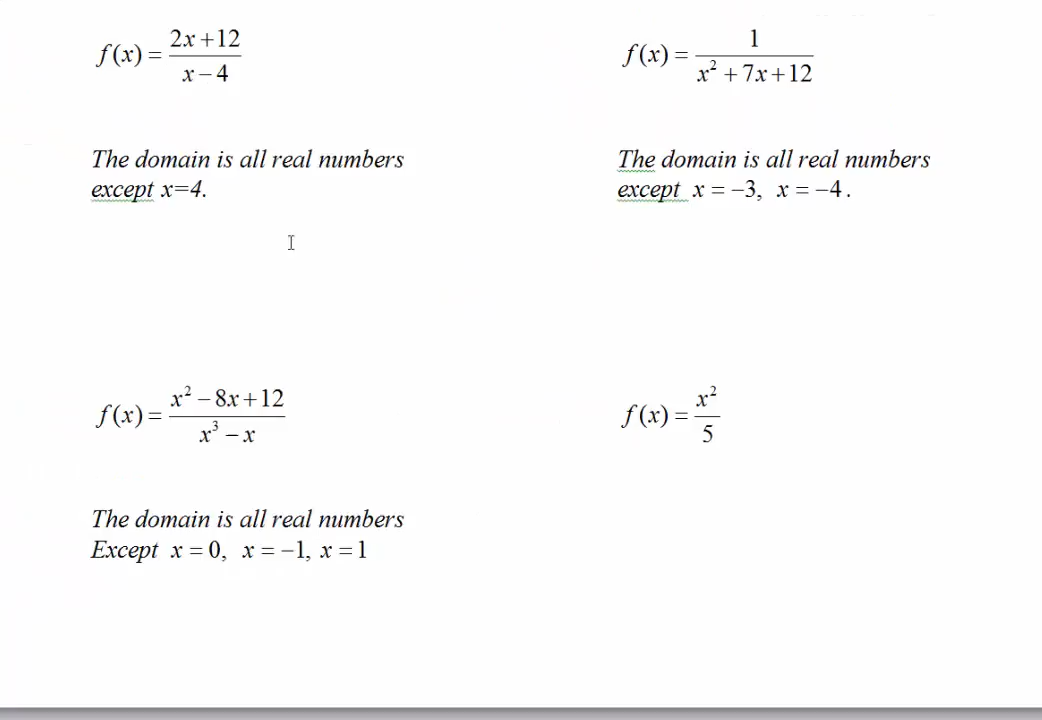 f(x) = (2x + 12)/(x − 4)
f(x) = 1/(x² + 7x + 12)
The domain is all real numbers
except x=4.
The domain is all real numbers
except x = −3, x = −4.
f(x) = (x² − 8x + 12)/(x³ − x)
f(x) = x²/5
The domain is all real numbers
Except x = 0, x = −1, x = 1